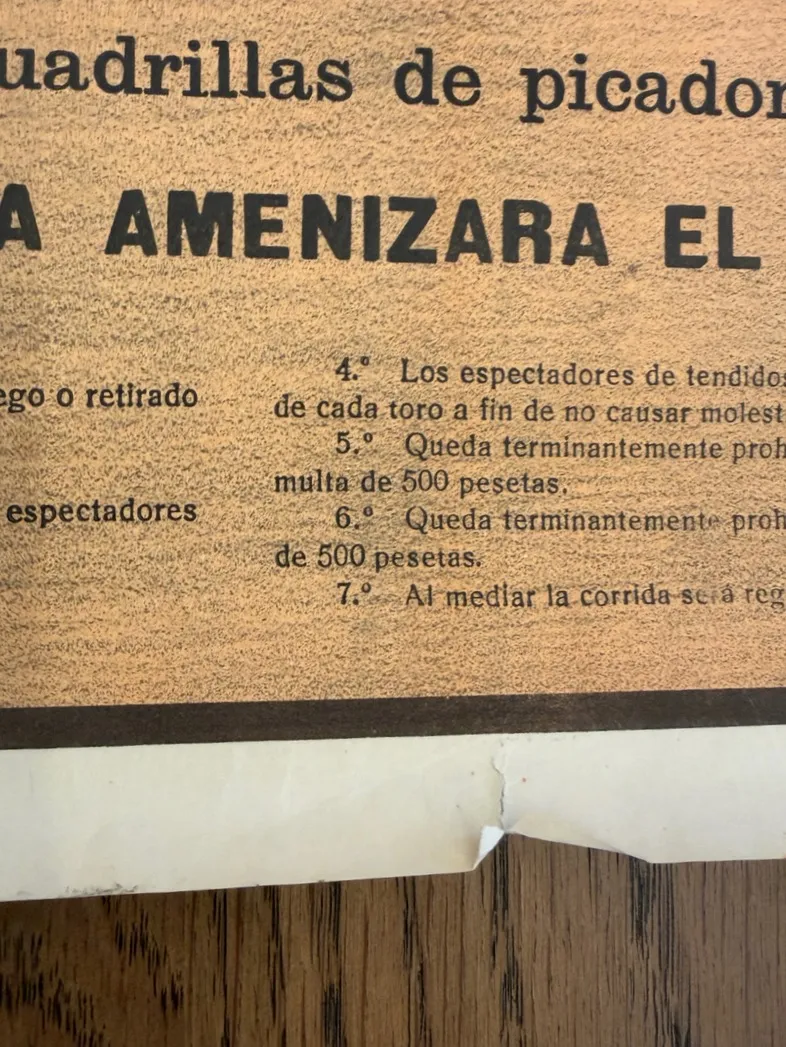 uadrillas de picador
A AMENIZARA EL
ego o retirado
espectadores
4.º Los espectadores de tendidos
de cada toro a fin de no causar molest
5.º Queda terminantemente proh
multa de 500 pesetas.
6.º Queda terminantemente proh
de 500 pesetas.
7.º Al mediar la corrida será reg